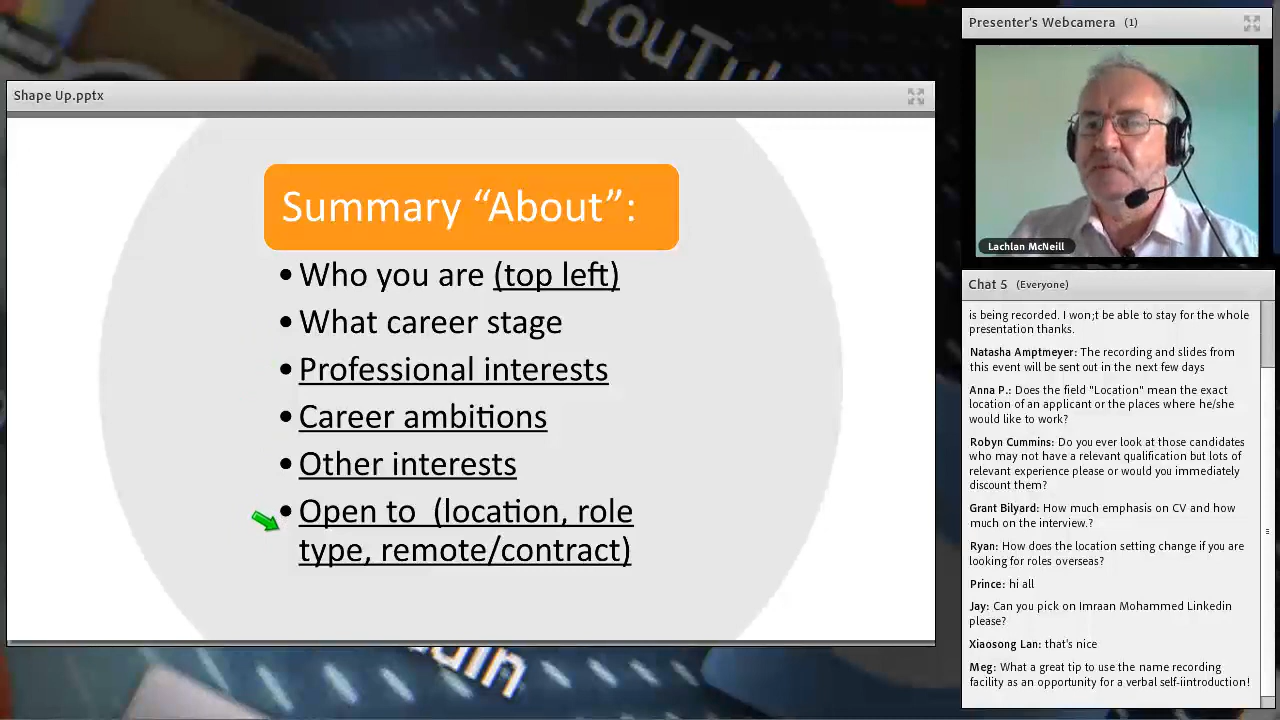 YouTub
Shape Up.pptx
Summary “About”:
•Who you are (top left)
•What career stage
•Professional interests
•Career ambitions
•Other interests
•Open to  (location, role
type, remote/contract)
Presenter's Webcamera (1)
Lachlan McNeill
Chat 5 (Everyone)
is being recorded. I won;t be able to stay for the whole
presentation thanks.
Natasha Amptmeyer: The recording and slides from
this event will be sent out in the next few days
Anna P.: Does the field "Location" mean the exact
location of an applicant or the places where he/she
would like to work?
Robyn Cummins: Do you ever look at those candidates
who may not have a relevant qualification but lots of
relevant experience please or would you immediately
discount them?
Grant Bilyard: How much emphasis on CV and how
much on the interview.?
Ryan: How does the location setting change if you are
looking for roles overseas?
Prince: hi all
Jay: Can you pick on Imraan Mohammed Linkedin
please?
Xiaosong Lan: that's nice
Meg: What a great tip to use the name recording
facility as an opportunity for a verbal self-iintroduction!